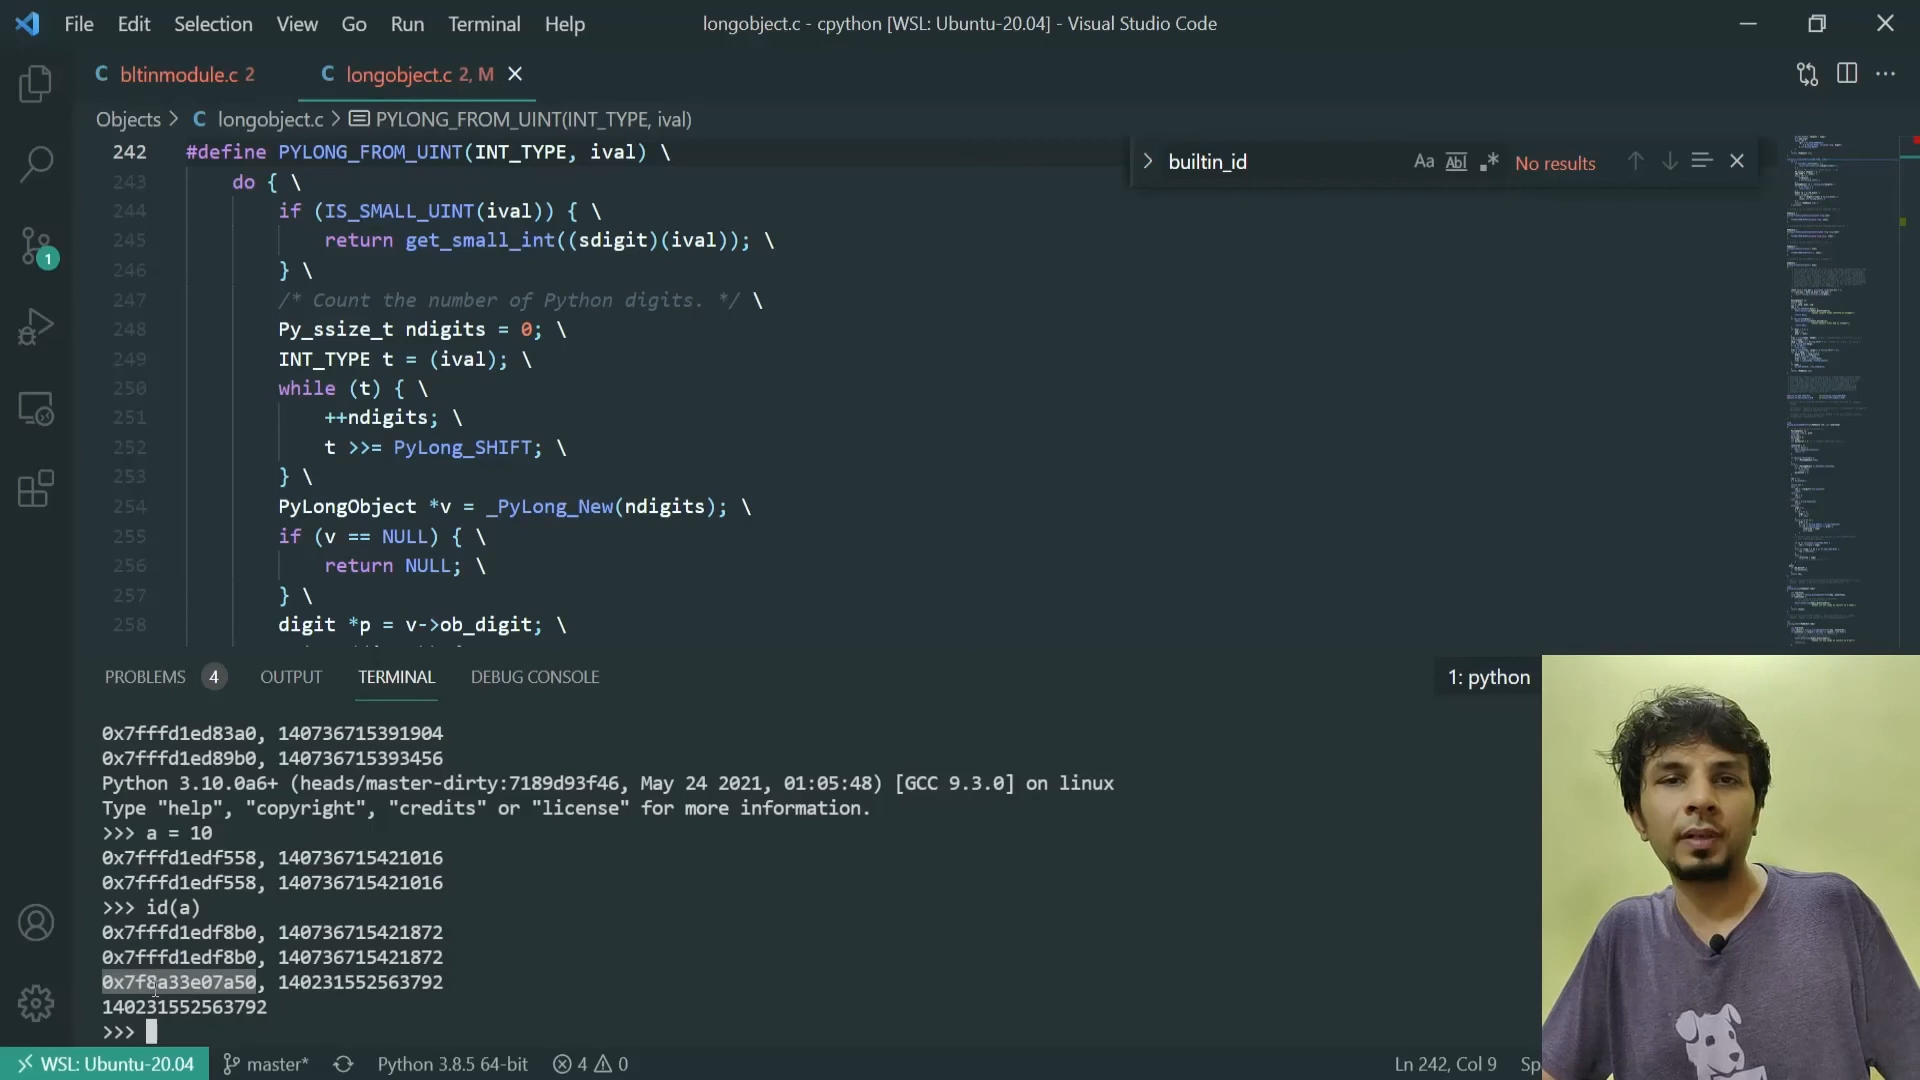 File Edit Selection View Go Run Terminal Help longobject.c - cpython [WSL: Ubuntu-20.04] - Visual Studio Code
C bltinmodule.c 2 C longobject.c 2, M
Objects > C longobject.c > PYLONG_FROM_UINT(INT_TYPE, ival)
242 #define PYLONG_FROM_UINT(INT_TYPE, ival) \
243 do { \
244 if (IS_SMALL_UINT(ival)) { \
245 return get_small_int((sdigit)(ival)); \
246 } \
247 /* Count the number of Python digits. */ \
248 Py_ssize_t ndigits = 0; \
249 INT_TYPE t = (ival); \
250 while (t) { \
251 ++ndigits; \
252 t >>= PyLong_SHIFT; \
253 } \
254 PyLongObject *v = _PyLong_New(ndigits); \
255 if (v == NULL) { \
256 return NULL; \
257 } \
258 digit *p = v->ob_digit; \
> builtin_id Aa Abl .* No results
1
PROBLEMS 4 OUTPUT TERMINAL DEBUG CONSOLE 1: python
0x7fffd1ed83a0, 140736715391904
0x7fffd1ed89b0, 140736715393456
Python 3.10.0a6+ (heads/master-dirty:7189d93f46, May 24 2021, 01:05:48) [GCC 9.3.0] on linux
Type "help", "copyright", "credits" or "license" for more information.
>>> a = 10
0x7fffd1edf558, 140736715421016
0x7fffd1edf558, 140736715421016
>>> id(a)
0x7fffd1edf8b0, 140736715421872
0x7fffd1edf8b0, 140736715421872
0x7f8a33e07a50, 140231552563792
140231552563792
>>>
WSL: Ubuntu-20.04 master* Python 3.8.5 64-bit 4 0 Ln 242, Col 9 Sp